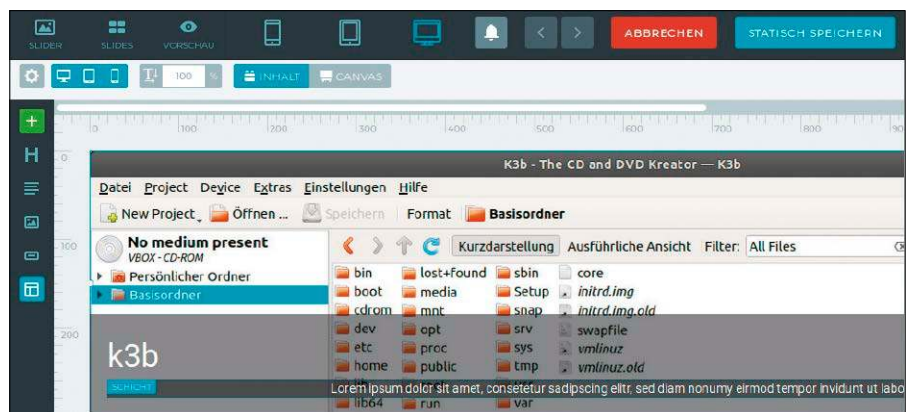 SLIDER SLIDES VORSCHAU ABBRECHEN STATISCH SPEICHERN
100 % INHALT CANVAS
0 100 200 300 400 500 600 700 800 90
0
K3b - The CD and DVD Kreator — K3b
Datei Project Device Extras Einstellungen Hilfe
New Project Öffnen ... Speichern Format Basisordner
No medium present
VBOX - CD-ROM
Kurzdarstellung Ausführliche Ansicht Filter: All Files
100
Persönlicher Ordner
Basisordner
bin lost+found sbin core
boot media Setup initrd.img
cdrom mnt snap initrd.img.old
200
dev opt srv swapfile
etc proc sys vmlinuz
home public tmp vmlinuz.old
k3b
SCHICHT
Lorem ipsum dolor sit amet, consetetur sadipscing elitr, sed diam nonumy eirmod tempor invidunt ut labo
lib64 run var